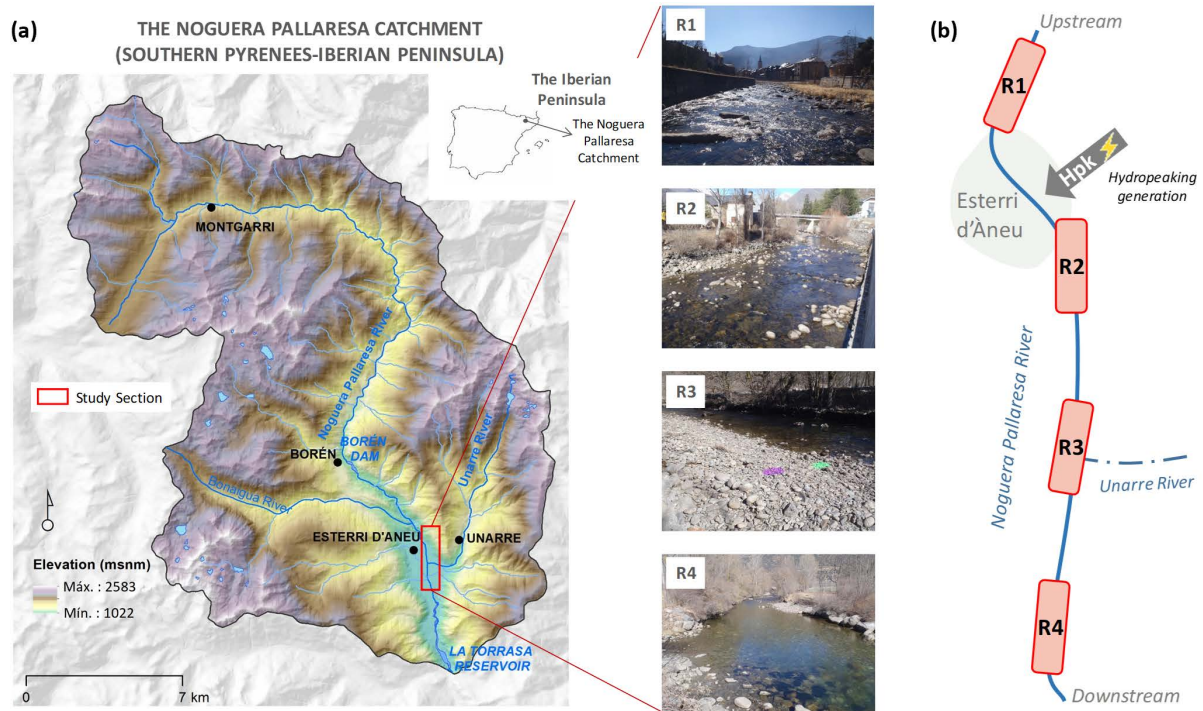 (a)
THE NOGUERA PALLARESA CATCHMENT
(SOUTHERN PYRENEES-IBERIAN PENINSULA)
The Iberian
Peninsula
The Noguera
Pallaresa
Catchment
MONTGARRI
Noguera Pallaresa River
Study Section
BORÉN
DAM
BORÉN
Unarre River
Bonaigua River
ESTERRI D'ANEU
UNARRE
Elevation (msnm)
Máx. : 2583
Mín. : 1022
LA TORRASA
RESERVOIR
0
7 km
R1
R2
R3
R4
(b)
Upstream
R1
Hpk
Hydropeaking
generation
Esterri
d'Àneu
R2
Noguera Pallaresa River
R3
Unarre River
R4
Downstream